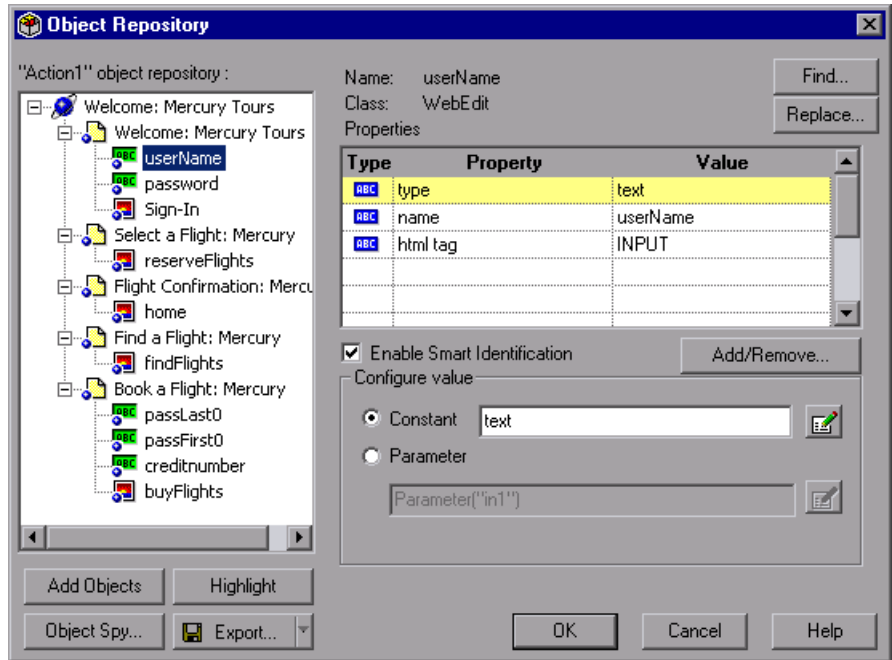 Object Repository
"Action1" object repository :
Welcome: Mercury Tours
Welcome: Mercury Tours
userName
password
Sign-In
Select a Flight: Mercury
reserveFlights
Flight Confirmation: Mercu
home
Find a Flight: Mercury
findFlights
Book a Flight: Mercury
passLast0
passFirst0
creditnumber
buyFlights
Add Objects
Highlight
Object Spy...
Export...
Name: userName
Class: WebEdit
Properties
Find...
Replace...
Type Property Value
ABC type text
ABC name userName
ABC html tag INPUT
Enable Smart Identification
Add/Remove...
Configure value
Constant text
Parameter
Parameter("in1")
OK
Cancel
Help